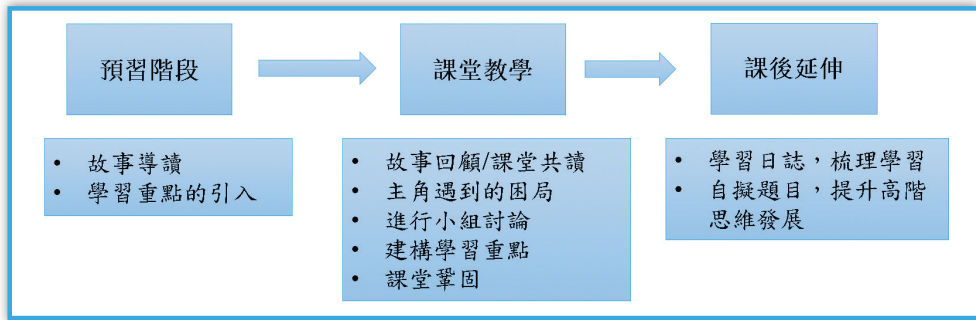 預習階段
課堂教學
課後延伸
• 故事導讀
• 學習重點的引入
• 故事回顧/課堂共讀
• 主角遇到的困局
• 進行小組討論
• 建構學習重點
• 課堂鞏固
• 學習日誌，梳理學習
• 自擬題目，提升高階
思維發展